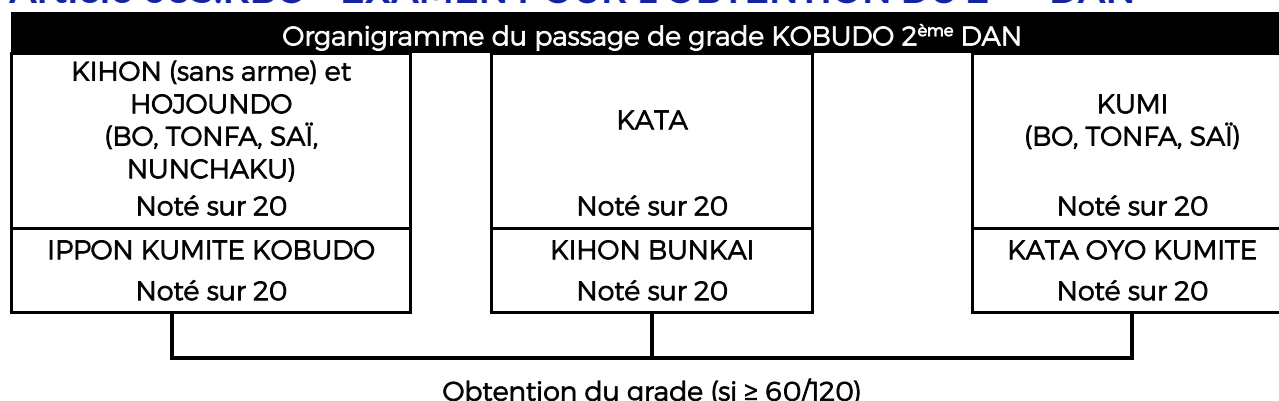 Organigramme du passage de grade KOBUDO 2ème DAN
KIHON (sans arme) et
HOJOUNDO
(BO, TONFA, SAÏ,
NUNCHAKU)
Noté sur 20
IPPON KUMITE KOBUDO
Noté sur 20
KATA
Noté sur 20
KIHON BUNKAI
Noté sur 20
KUMI
(BO, TONFA, SAÏ)
Noté sur 20
KATA OYO KUMITE
Noté sur 20
Obtention du grade (si ≥ 60/120)